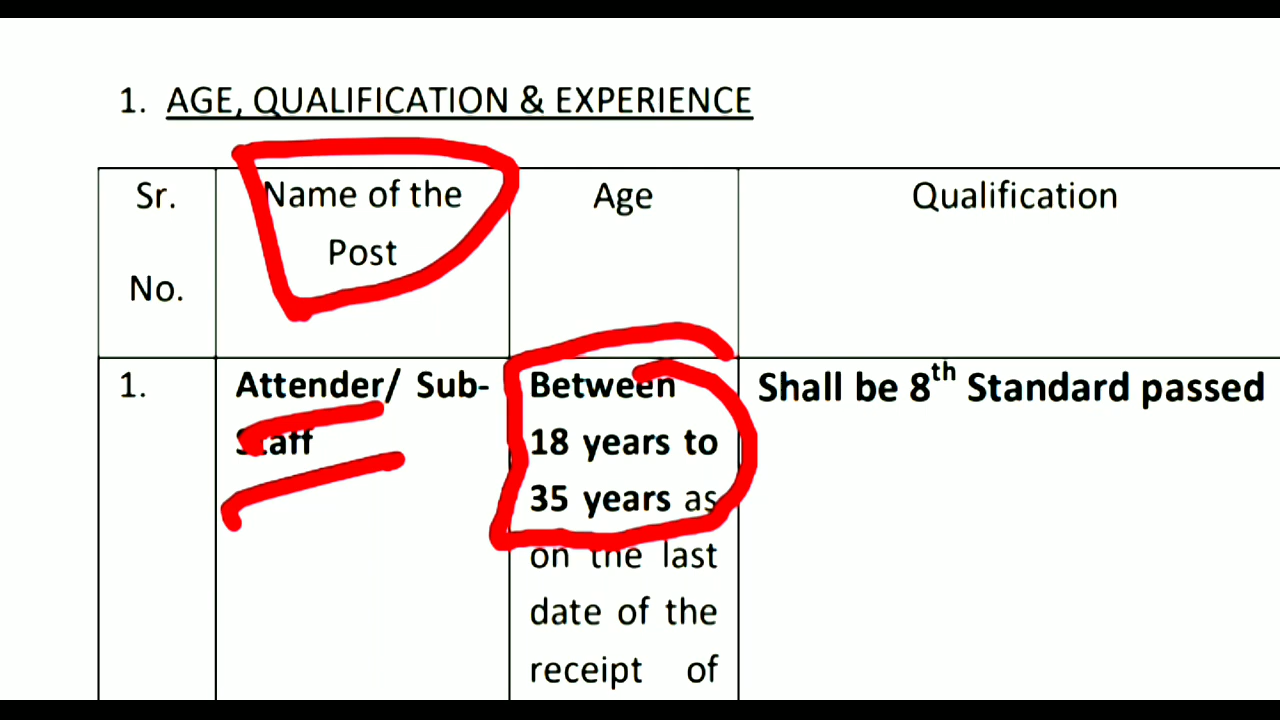 1. AGE, QUALIFICATION & EXPERIENCE
Sr.
No.
Name of the
Post
Age
Qualification
1.
Attender/ Sub-
Staff
Between
18 years to
35 years as
on the last
date of the
receipt of
Shall be 8th Standard passed